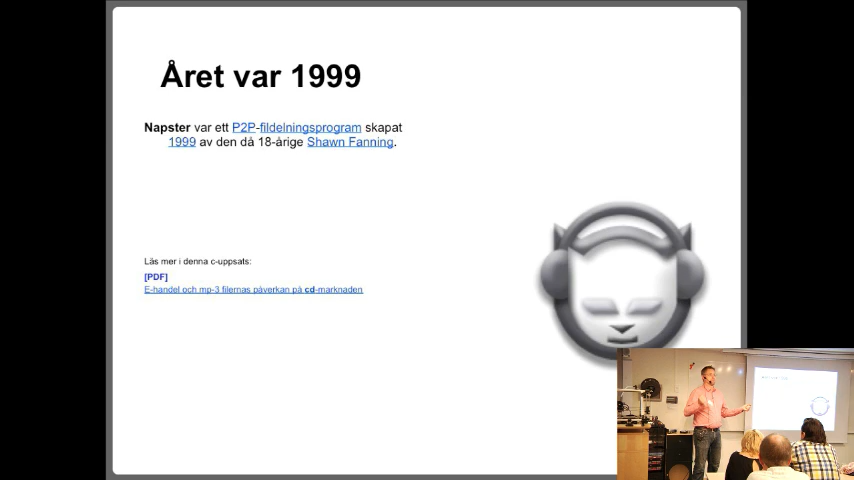 Året var 1999
Napster var ett P2P-fildelningsprogram skapat
1999 av den då 18-årige Shawn Fanning.
Läs mer i denna c-uppsats:
[PDF]
E-handel och mp-3 filernas påverkan på cd-marknaden